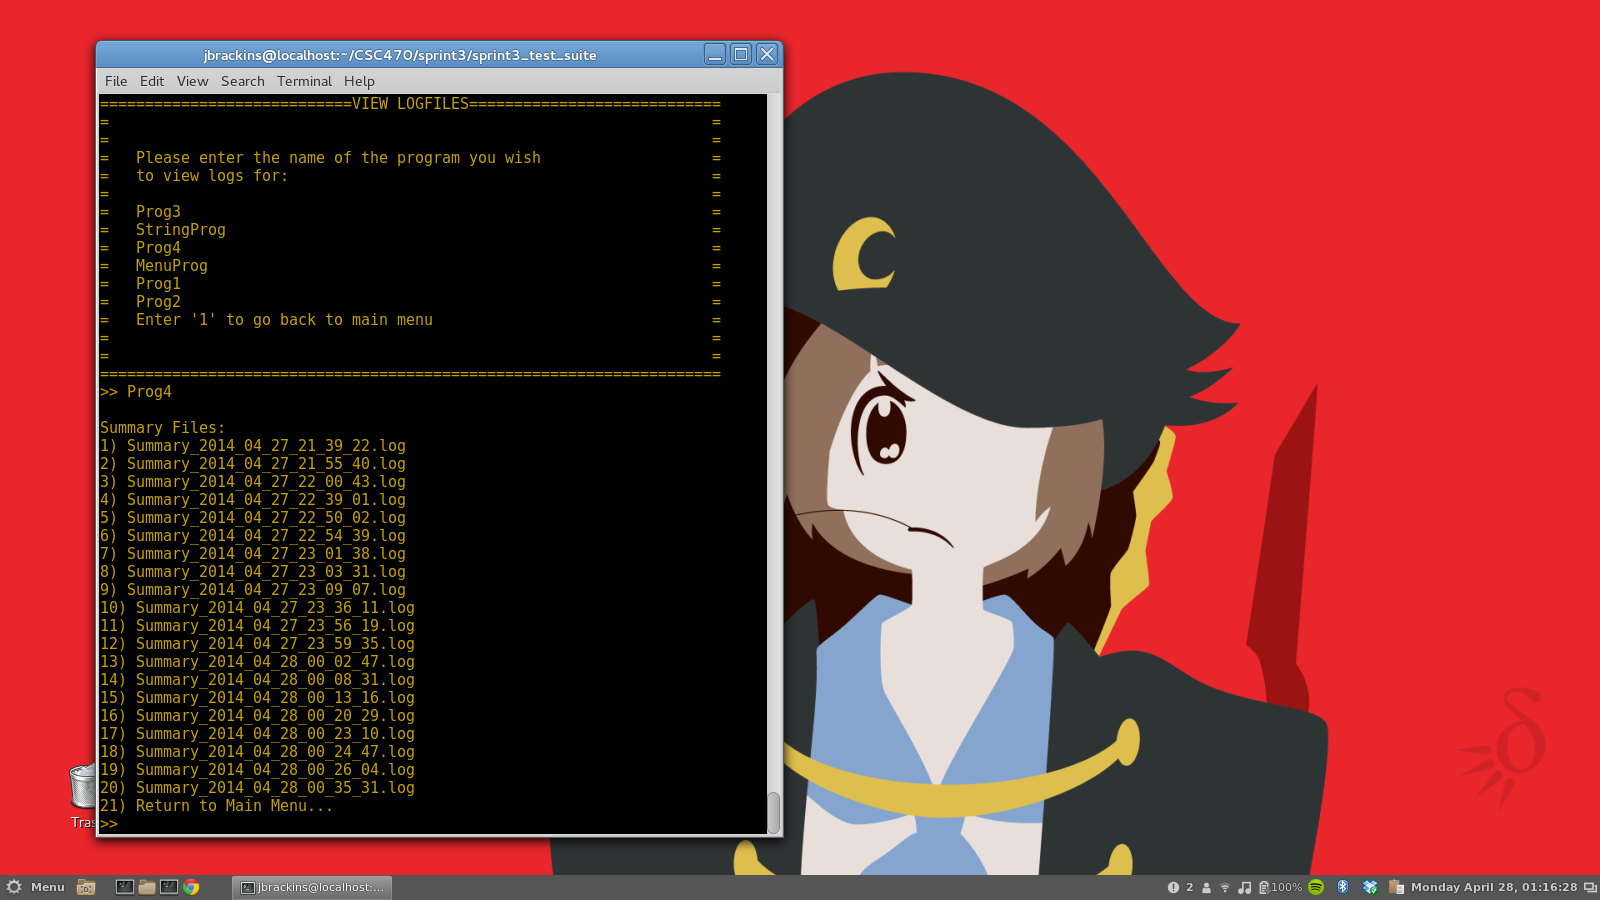 jbrackins@localhost:~/CSC470/sprint3/sprint3_test_suite
File Edit View Search Terminal Help
============================VIEW LOGFILES============================
= =
= =
= Please enter the name of the program you wish =
= to view logs for: =
= =
= Prog3 =
= StringProg =
= Prog4 =
= MenuProg =
= Prog1 =
= Prog2 =
= Enter '1' to go back to main menu =
= =
= =
=====================================================================
>> Prog4
Summary Files:
1) Summary_2014_04_27_21_39_22.log
2) Summary_2014_04_27_21_55_40.log
3) Summary_2014_04_27_22_00_43.log
4) Summary_2014_04_27_22_39_01.log
5) Summary_2014_04_27_22_50_02.log
6) Summary_2014_04_27_22_54_39.log
7) Summary_2014_04_27_23_01_38.log
8) Summary_2014_04_27_23_03_31.log
9) Summary_2014_04_27_23_09_07.log
10) Summary_2014_04_27_23_36_11.log
11) Summary_2014_04_27_23_56_19.log
12) Summary_2014_04_27_23_59_35.log
13) Summary_2014_04_28_00_02_47.log
14) Summary_2014_04_28_00_08_31.log
15) Summary_2014_04_28_00_13_16.log
16) Summary_2014_04_28_00_20_29.log
17) Summary_2014_04_28_00_23_10.log
18) Summary_2014_04_28_00_24_47.log
19) Summary_2014_04_28_00_26_04.log
20) Summary_2014_04_28_00_35_31.log
21) Return to Main Menu...
>>
Tras
Menu jbrackins@localhost:... 2 100% Monday April 28, 01:16:28